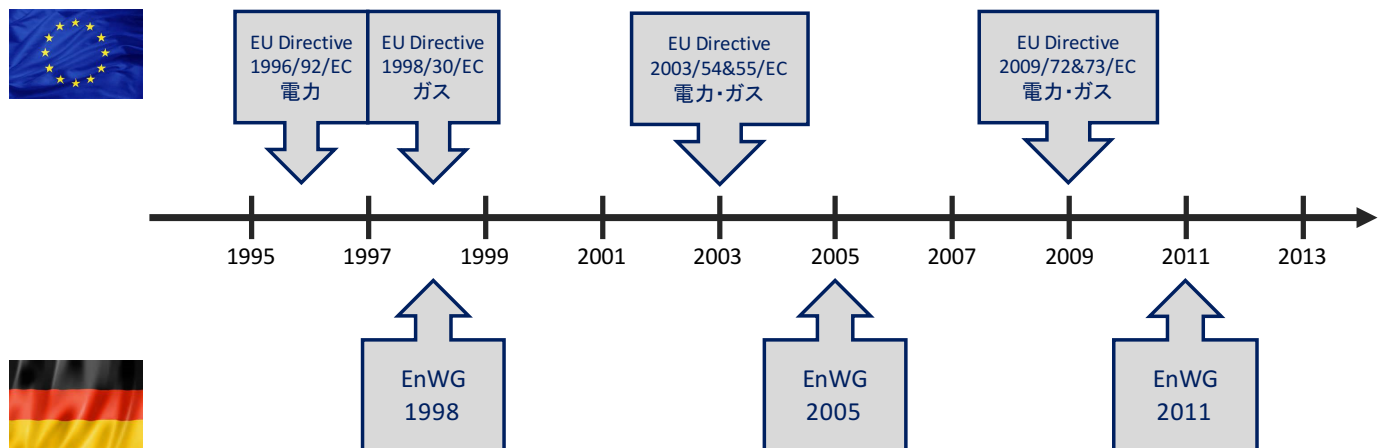 EU Directive
1996/92/EC
電力
EU Directive
1998/30/EC
ガス
EU Directive
2003/54&55/EC
電力・ガス
EU Directive
2009/72&73/EC
電力・ガス
1995
1997
1999
2001
2003
2005
2007
2009
2011
2013
EnWG
1998
EnWG
2005
EnWG
2011